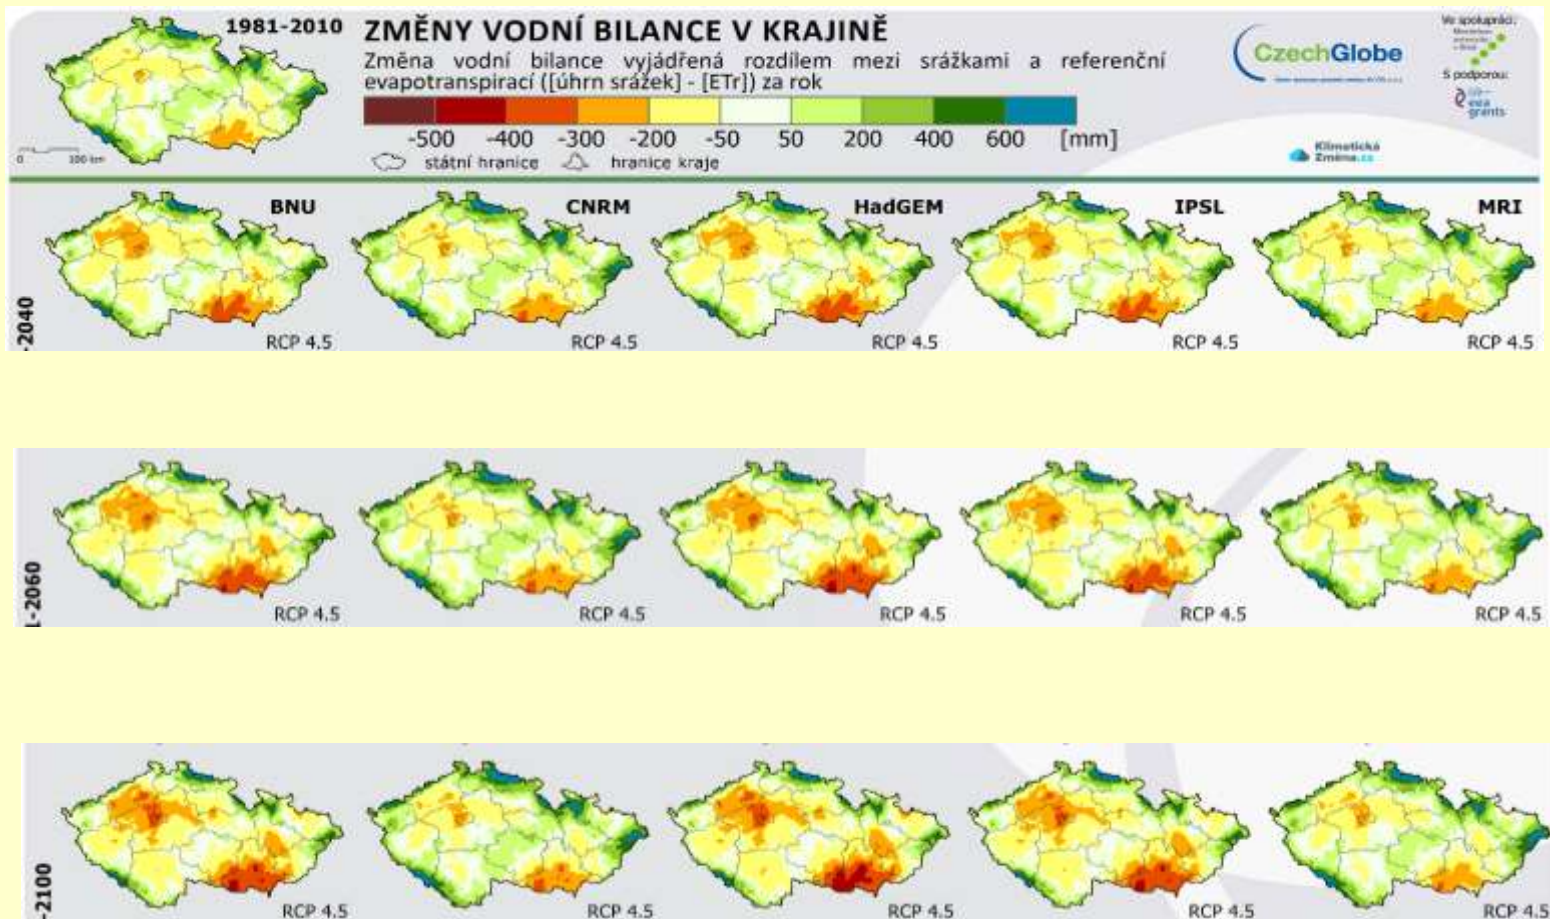 1981-2010
ZMĚNY VODNÍ BILANCE V KRAJINĚ
Změna vodní bilance vyjádřená rozdílem mezi srážkami a referenční
evapotranspirací ([úhrn srážek] - [ETr]) za rok
-500 -400 -300 -200 -50 50 200 400 600 [mm]
0 100 km
státní hranice hranice kraje
CzechGlobe
Ve spolupráci:
S podporou:
eea
grants
Klimatická
Změna.cz
BNU CNRM HadGEM IPSL MRI
-2040
RCP 4.5 RCP 4.5 RCP 4.5 RCP 4.5 RCP 4.5
1-2060
RCP 4.5 RCP 4.5 RCP 4.5 RCP 4.5 RCP 4.5
-2100
RCP 4.5 RCP 4.5 RCP 4.5 RCP 4.5 RCP 4.5